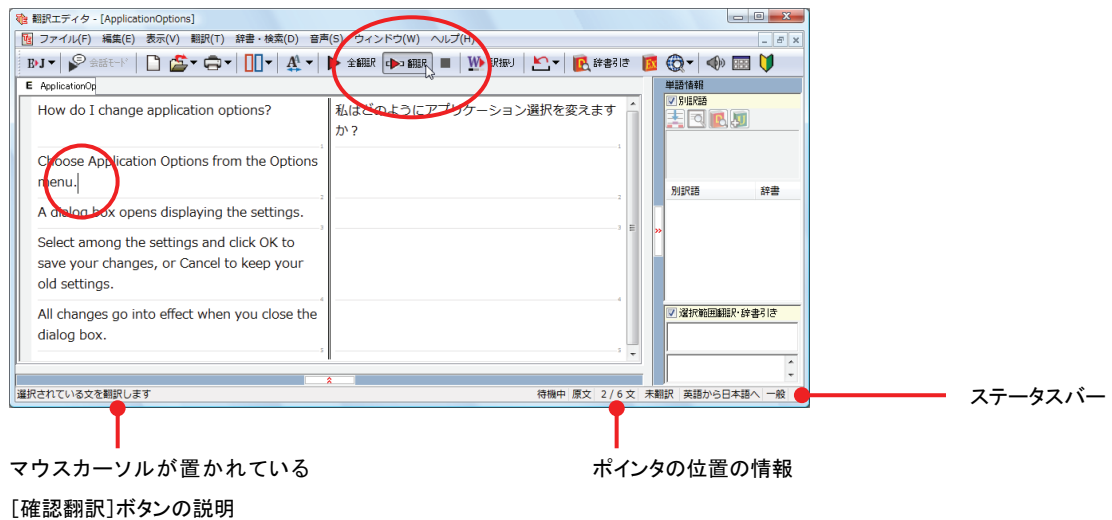 翻訳エディタ - [ApplicationOptions]
ファイル(F) 編集(E) 表示(V) 翻訳(T) 辞書・検索(D) 音声(S) ウィンドウ(W) ヘルプ(H)
会話モード 全翻訳 翻訳 訳振り 辞書引き
E ApplicationOp
How do I change application options?
私はどのようにアプリケーション選択を変えます
か?
1
1
Choose Application Options from the Options
menu.
2
2
A dialog box opens displaying the settings.
3
3
Select among the settings and click OK to
save your changes, or Cancel to keep your
old settings.
4
4
All changes go into effect when you close the
dialog box.
5
5
単語情報
別訳語
別訳語 辞書
選択範囲翻訳・辞書引き
選択されている文を翻訳します
待機中 原文 2 / 6 文 未翻訳 英語から日本語へ 一般
ステータスバー
マウスカーソルが置かれている
[確認翻訳]ボタンの説明
ポインタの位置の情報